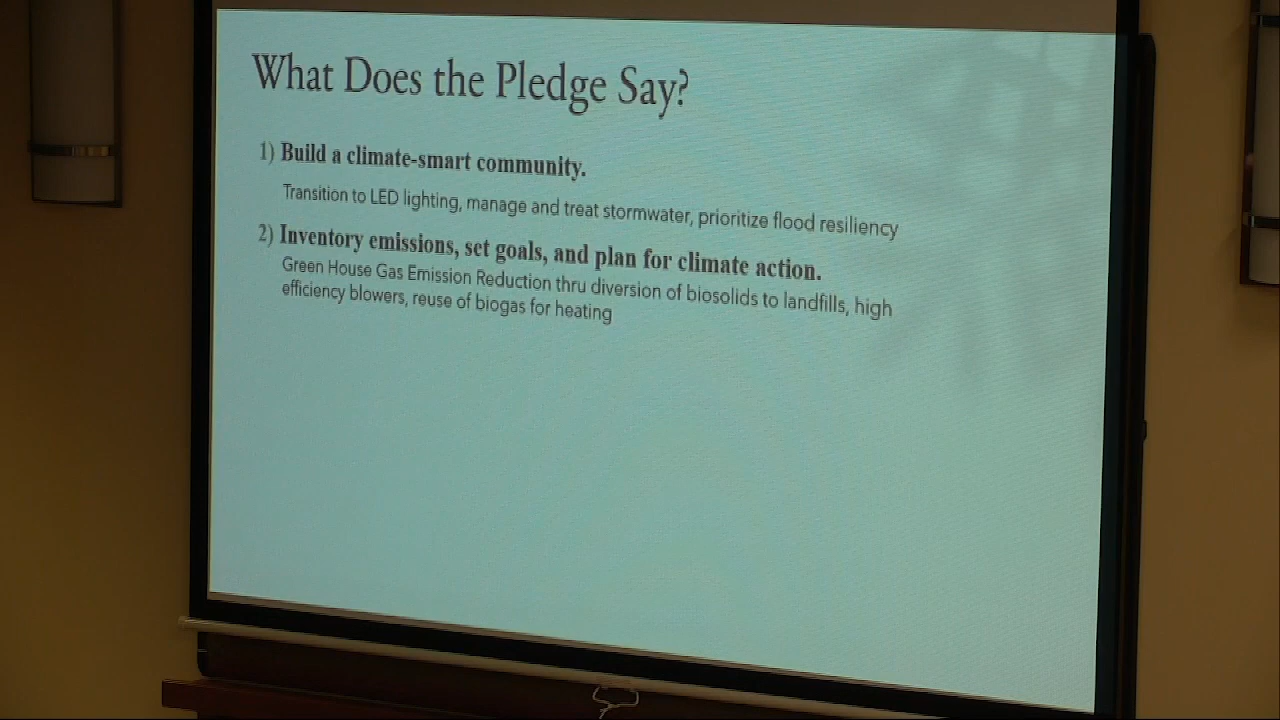 What Does the Pledge Say?
1) Build a climate-smart community.
Transition to LED lighting, manage and treat stormwater, prioritize flood resiliency
2) Inventory emissions, set goals, and plan for climate action.
Green House Gas Emission Reduction thru diversion of biosolids to landfills, high
efficiency blowers, reuse of biogas for heating